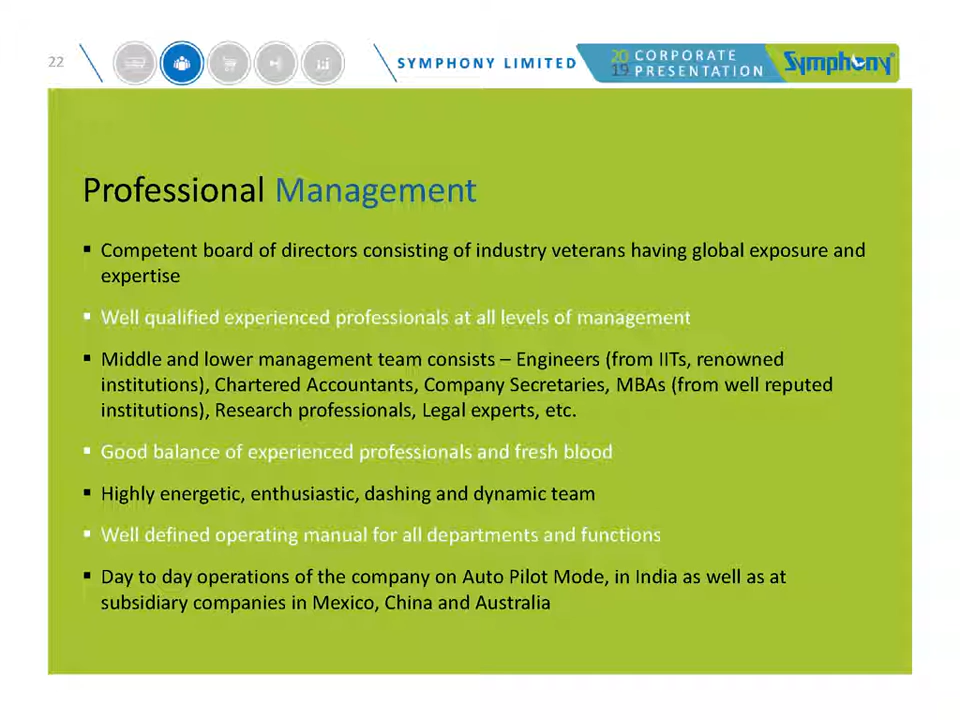 22
SYMPHONY LIMITED
2019 CORPORATE PRESENTATION
Symphony
Professional Management
▪ Competent board of directors consisting of industry veterans having global exposure and
expertise
▪ Well qualified experienced professionals at all levels of management
▪ Middle and lower management team consists – Engineers (from IITs, renowned
institutions), Chartered Accountants, Company Secretaries, MBAs (from well reputed
institutions), Research professionals, Legal experts, etc.
▪ Good balance of experienced professionals and fresh blood
▪ Highly energetic, enthusiastic, dashing and dynamic team
▪ Well defined operating manual for all departments and functions
▪ Day to day operations of the company on Auto Pilot Mode, in India as well as at
subsidiary companies in Mexico, China and Australia